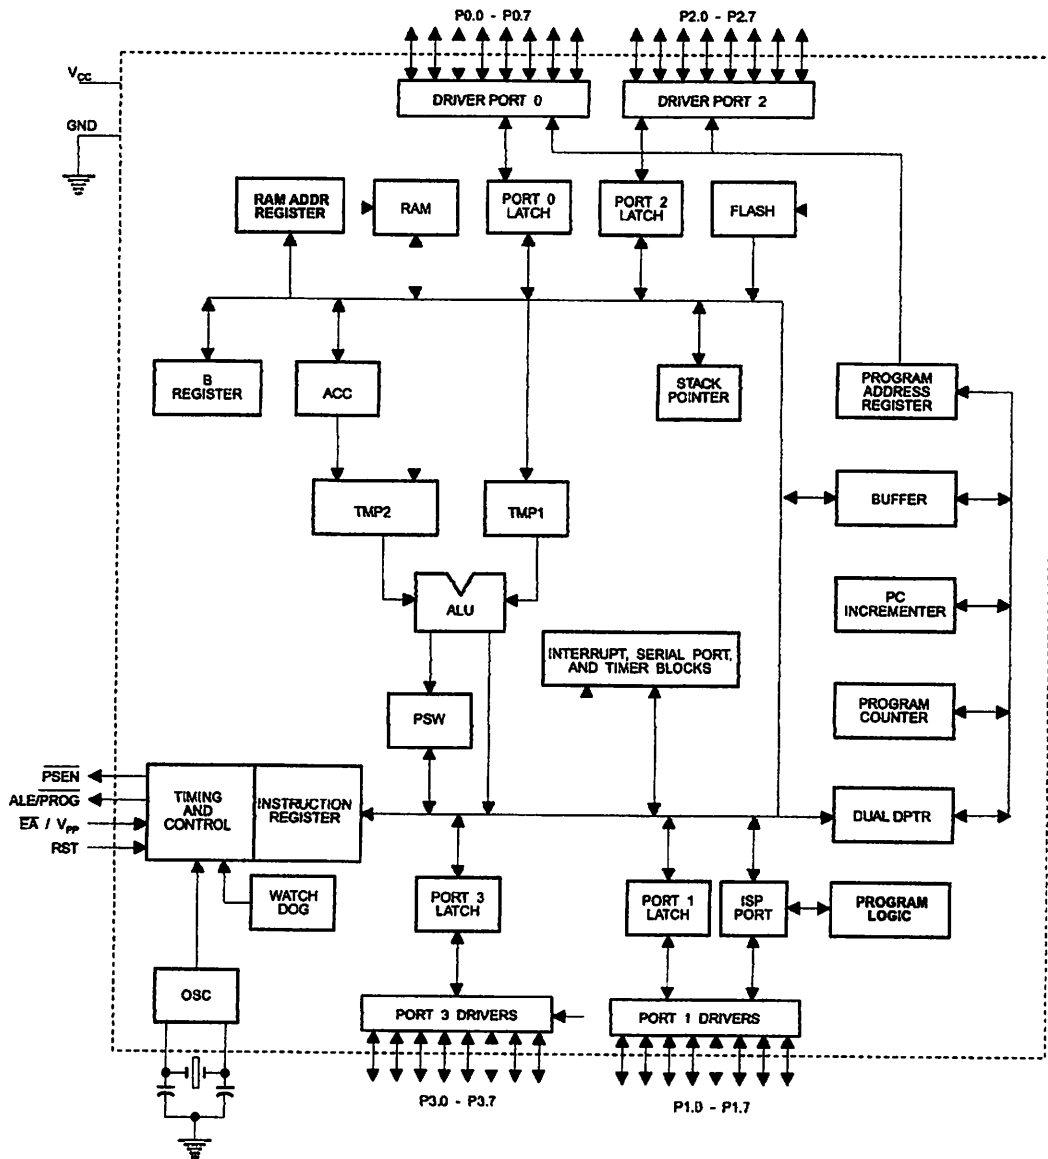 P0.0 - P0.7
P2.0 - P2.7
VCC
GND
DRIVER PORT 0
DRIVER PORT 2
RAM ADDR
REGISTER
RAM
PORT 0
LATCH
PORT 2
LATCH
FLASH
B
REGISTER
ACC
STACK
POINTER
PROGRAM
ADDRESS
REGISTER
TMP2
TMP1
BUFFER
ALU
PC
INCREMENTER
INTERRUPT, SERIAL PORT,
AND TIMER BLOCKS
PSW
PROGRAM
COUNTER
PSEN
ALE/PROG
EA / VPP
RST
TIMING
AND
CONTROL
INSTRUCTION
REGISTER
DUAL DPTR
WATCH
DOG
PORT 3
LATCH
PORT 1
LATCH
ISP
PORT
PROGRAM
LOGIC
OSC
PORT 3 DRIVERS
PORT 1 DRIVERS
P3.0 - P3.7
P1.0 - P1.7